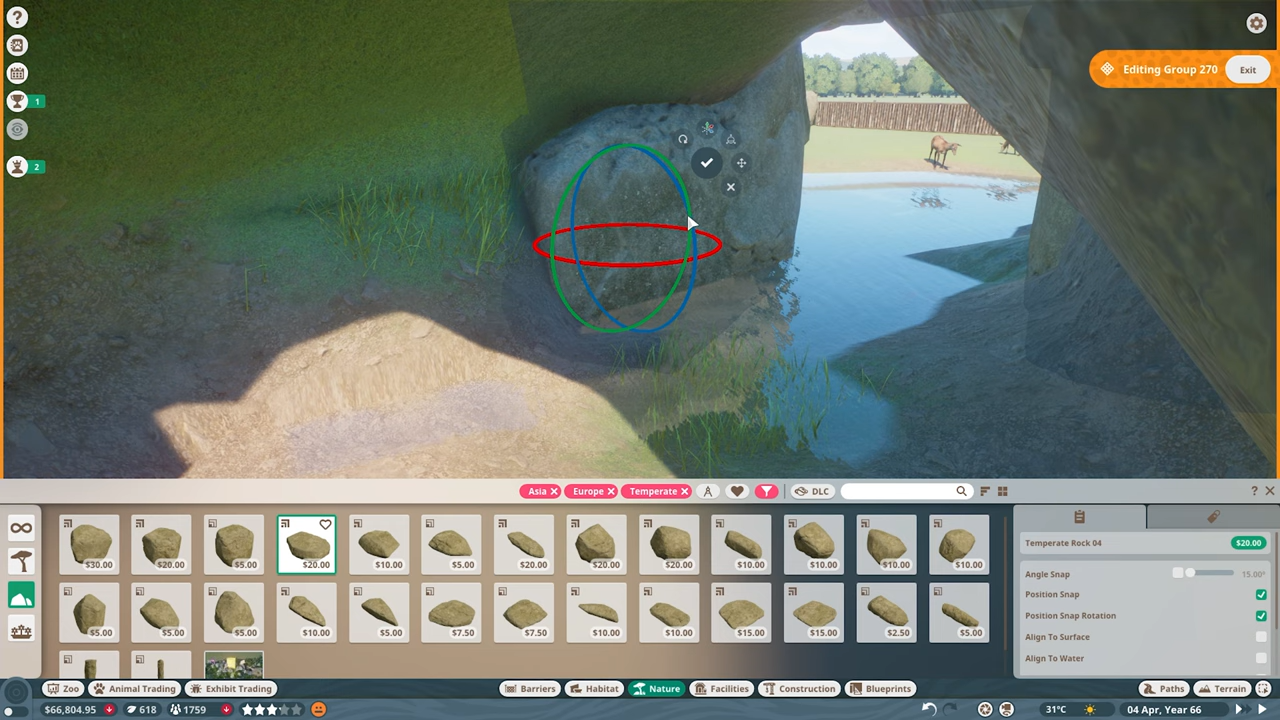 ?
Editing Group 270
Exit
1
2
Asia
Europe
Temperate
DLC
?
$30.00
$20.00
$5.00
$20.00
$10.00
$5.00
$20.00
$20.00
$20.00
$10.00
$10.00
$10.00
$10.00
$5.00
$5.00
$5.00
$10.00
$5.00
$7.50
$7.50
$10.00
$10.00
$15.00
$15.00
$2.50
$5.00
Temperate Rock 04
$20.00
Angle Snap
15.00°
Position Snap
Position Snap Rotation
Align To Surface
Align To Water
Zoo
Animal Trading
Exhibit Trading
Barriers
Habitat
Nature
Facilities
Construction
Blueprints
Paths
Terrain
$66,804.95
618
1759
31°C
04 Apr, Year 66